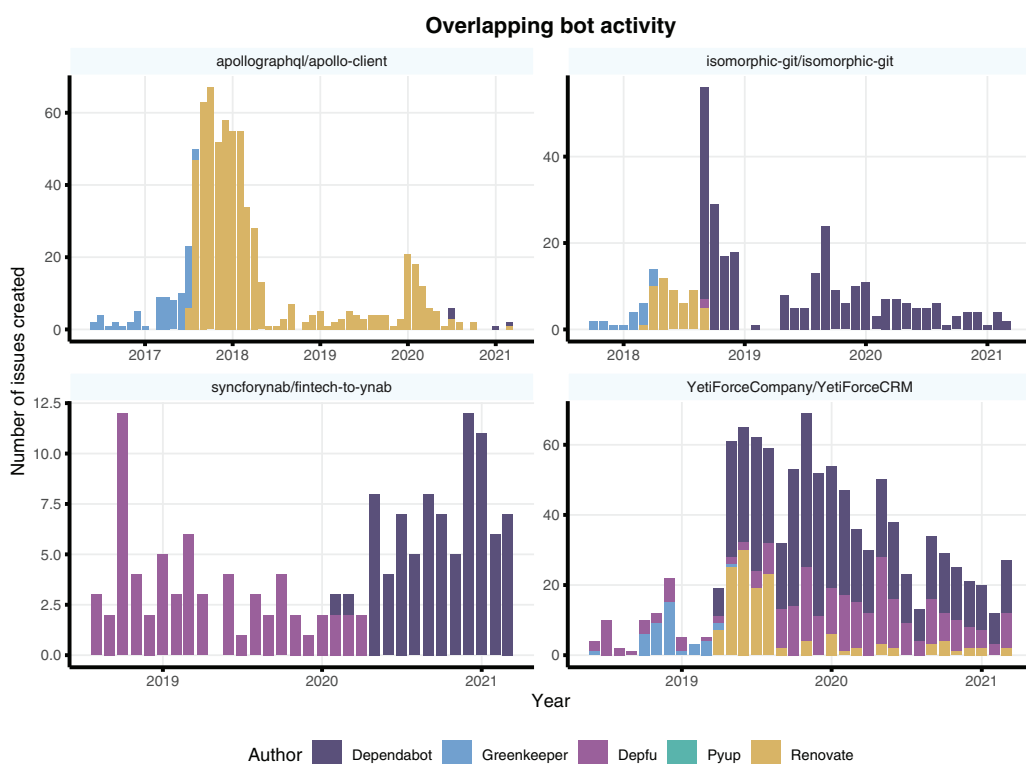 Overlapping bot activity
apollographql/apollo-client
isomorphic-git/isomorphic-git
60
40
20
0
2017 2018 2019 2020 2021
40
20
0
2018 2019 2020 2021
Number of issues created
syncforynab/fintech-to-ynab
YetiForceCompany/YetiForceCRM
12.5
10.0
7.5
5.0
2.5
0.0
2019 2020 2021
60
40
20
0
2019 2020 2021
Year
Author Dependabot Greenkeeper Depfu Pyup Renovate